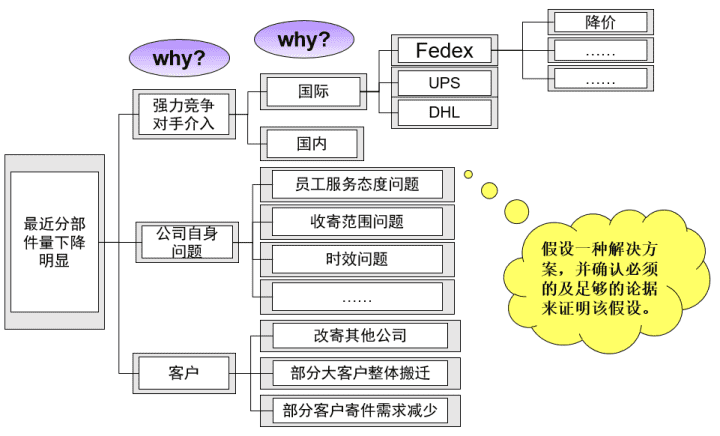 why?
why?
最近分部
件量下降
明显
强力竞争
对手介入
国际
Fedex
降价
……
……
UPS
DHL
国内
公司自身
问题
员工服务态度问题
收寄范围问题
时效问题
……
客户
改寄其他公司
部分大客户整体搬迁
部分客户寄件需求减少
假设一种解决方
案，并确认必须
的及足够的论据
来证明该假设。